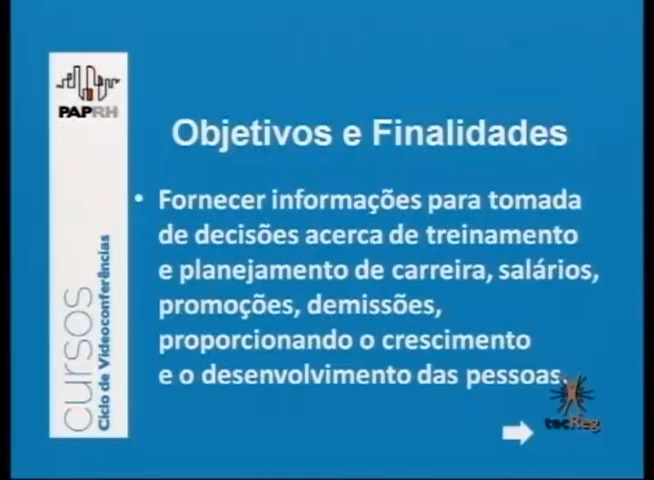 PAPRH
cursos
Ciclo de Videoconferências
Objetivos e Finalidades
• Fornecer informações para tomada
de decisões acerca de treinamento
e planejamento de carreira, salários,
promoções, demissões,
proporcionando o crescimento
e o desenvolvimento das pessoas.
tecReg